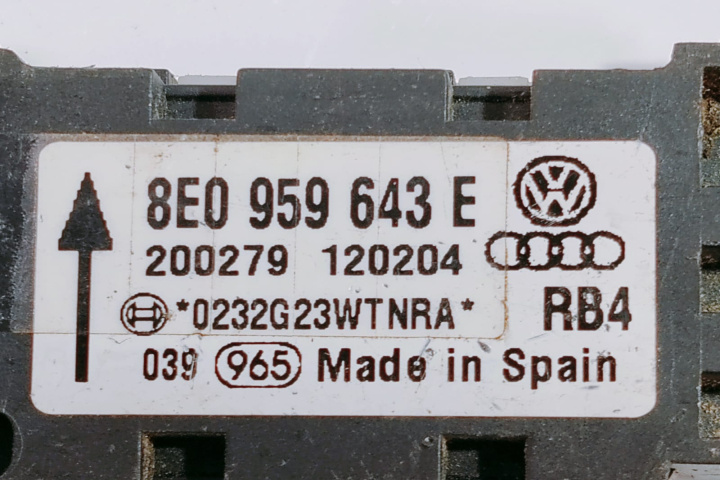 8E0 959 643 E
200279 120204
*0232G23WTNRA* RB4
039 965 Made in Spain